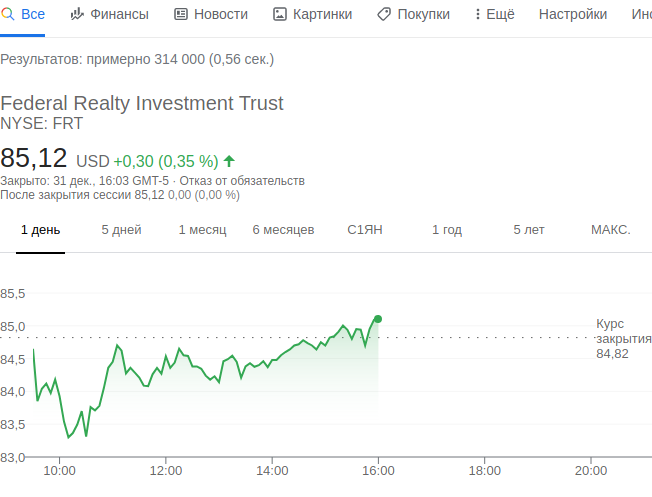 Все Финансы Новости Картинки Покупки Ещё Настройки
Результатов: примерно 314 000 (0,56 сек.)
Federal Realty Investment Trust
NYSE: FRT
85,12 USD +0,30 (0,35 %)
Закрыто: 31 дек., 16:03 GMT-5 · Отказ от обязательств
После закрытия сессии 85,12 0,00 (0,00 %)
1 день 5 дней 1 месяц 6 месяцев С1ЯН 1 год 5 лет МАКС.
85,5
85,0
84,5
84,0
83,5
83,0
Курс
закрытия
84,82
10:00 12:00 14:00 16:00 18:00 20:00